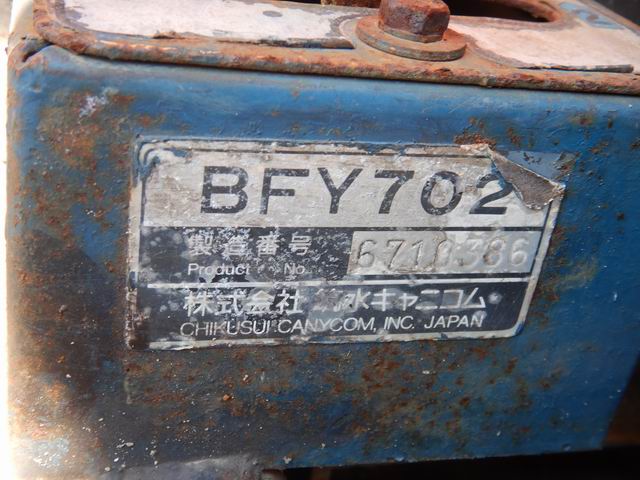 BFY702
製造番号 6710386
Product No.
株式会社 筑水キャニコム
CHIKUSUI CANYCOM, INC. JAPAN